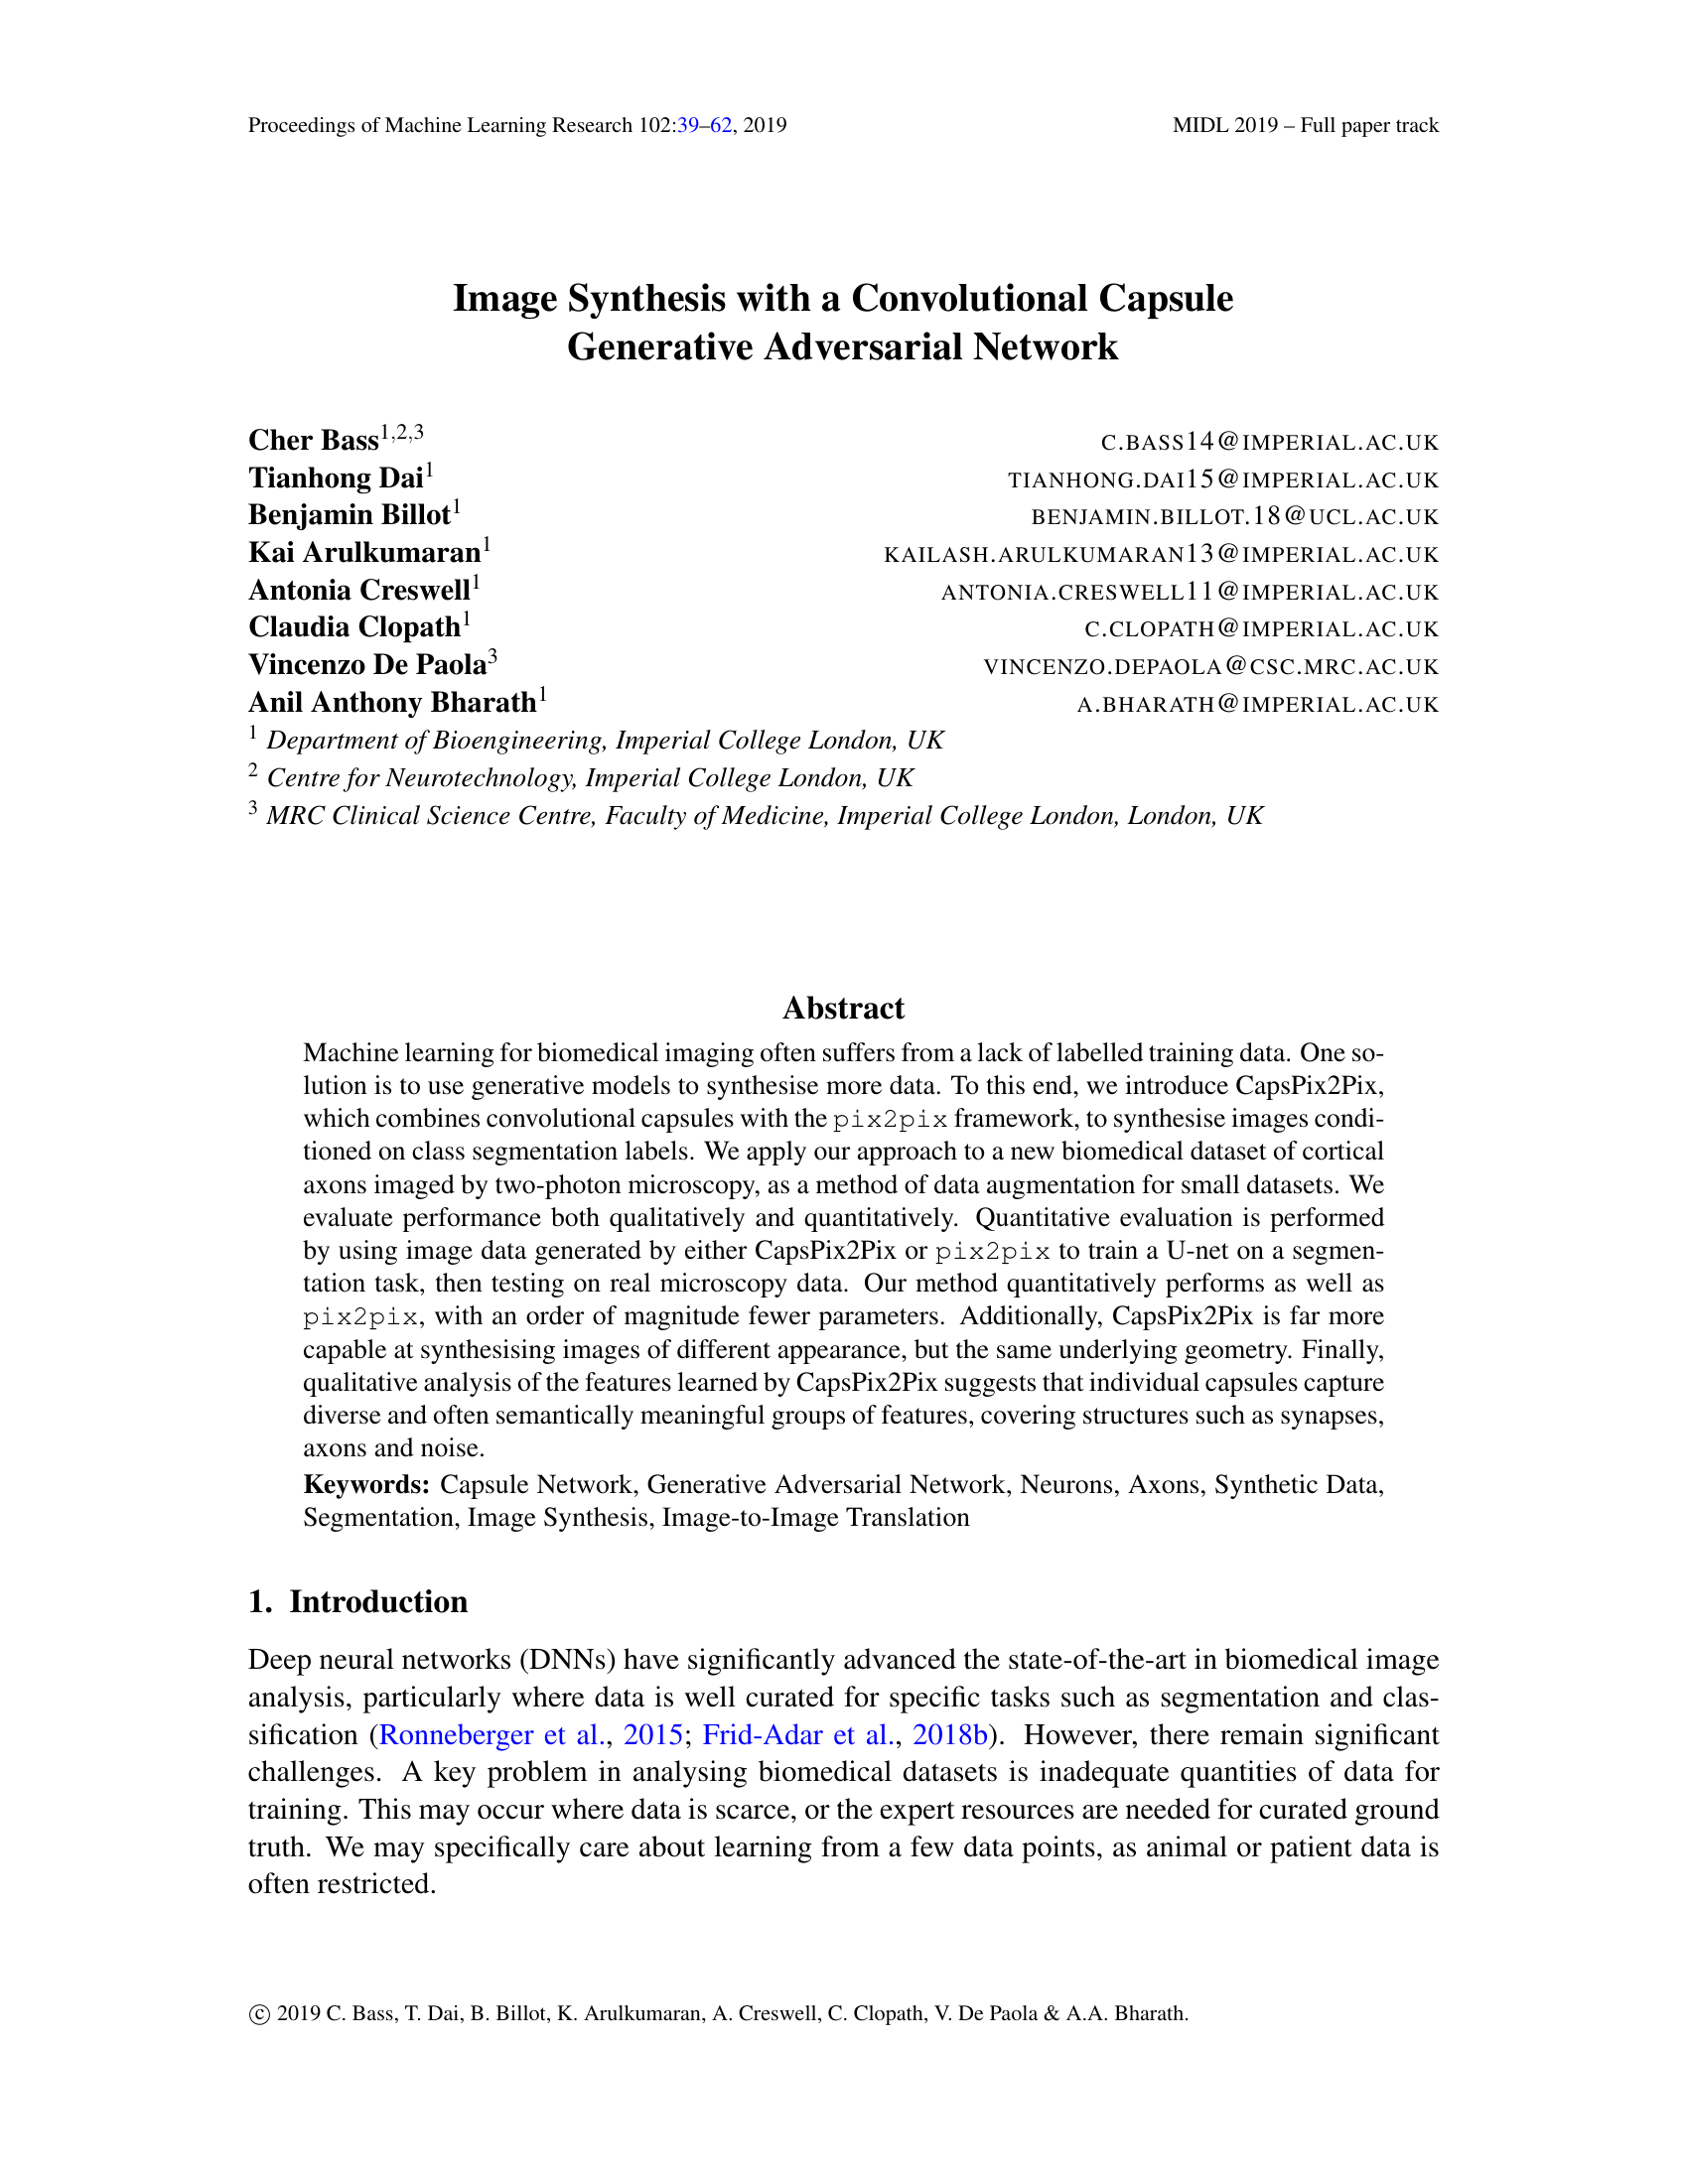 Proceedings of Machine Learning Research 102:39–62, 2019 MIDL 2019 – Full paper track
Image Synthesis with a Convolutional Capsule
Generative Adversarial Network
Cher Bass1,2,3 C.BASS14@IMPERIAL.AC.UK
Tianhong Dai1 TIANHONG.DAI15@IMPERIAL.AC.UK
Benjamin Billot1 BENJAMIN.BILLOT.18@UCL.AC.UK
Kai Arulkumaran1 KAILASH.ARULKUMARAN13@IMPERIAL.AC.UK
Antonia Creswell1 ANTONIA.CRESWELL11@IMPERIAL.AC.UK
Claudia Clopath1 C.CLOPATH@IMPERIAL.AC.UK
Vincenzo De Paola3 VINCENZO.DEPAOLA@CSC.MRC.AC.UK
Anil Anthony Bharath1 A.BHARATH@IMPERIAL.AC.UK
1 Department of Bioengineering, Imperial College London, UK
2 Centre for Neurotechnology, Imperial College London, UK
3 MRC Clinical Science Centre, Faculty of Medicine, Imperial College London, London, UK
Abstract
Machine learning for biomedical imaging often suffers from a lack of labelled training data. One so-
lution is to use generative models to synthesise more data. To this end, we introduce CapsPix2Pix,
which combines convolutional capsules with the pix2pix framework, to synthesise images condi-
tioned on class segmentation labels. We apply our approach to a new biomedical dataset of cortical
axons imaged by two-photon microscopy, as a method of data augmentation for small datasets. We
evaluate performance both qualitatively and quantitatively. Quantitative evaluation is performed
by using image data generated by either CapsPix2Pix or pix2pix to train a U-net on a segmen-
tation task, then testing on real microscopy data. Our method quantitatively performs as well as
pix2pix, with an order of magnitude fewer parameters. Additionally, CapsPix2Pix is far more
capable at synthesising images of different appearance, but the same underlying geometry. Finally,
qualitative analysis of the features learned by CapsPix2Pix suggests that individual capsules capture
diverse and often semantically meaningful groups of features, covering structures such as synapses,
axons and noise.
Keywords: Capsule Network, Generative Adversarial Network, Neurons, Axons, Synthetic Data,
Segmentation, Image Synthesis, Image-to-Image Translation
1. Introduction
Deep neural networks (DNNs) have significantly advanced the state-of-the-art in biomedical image
analysis, particularly where data is well curated for specific tasks such as segmentation and clas-
sification (Ronneberger et al., 2015; Frid-Adar et al., 2018b). However, there remain significant
challenges. A key problem in analysing biomedical datasets is inadequate quantities of data for
training. This may occur where data is scarce, or the expert resources are needed for curated ground
truth. We may specifically care about learning from a few data points, as animal or patient data is
often restricted.
© 2019 C. Bass, T. Dai, B. Billot, K. Arulkumaran, A. Creswell, C. Clopath, V. De Paola & A.A. Bharath.